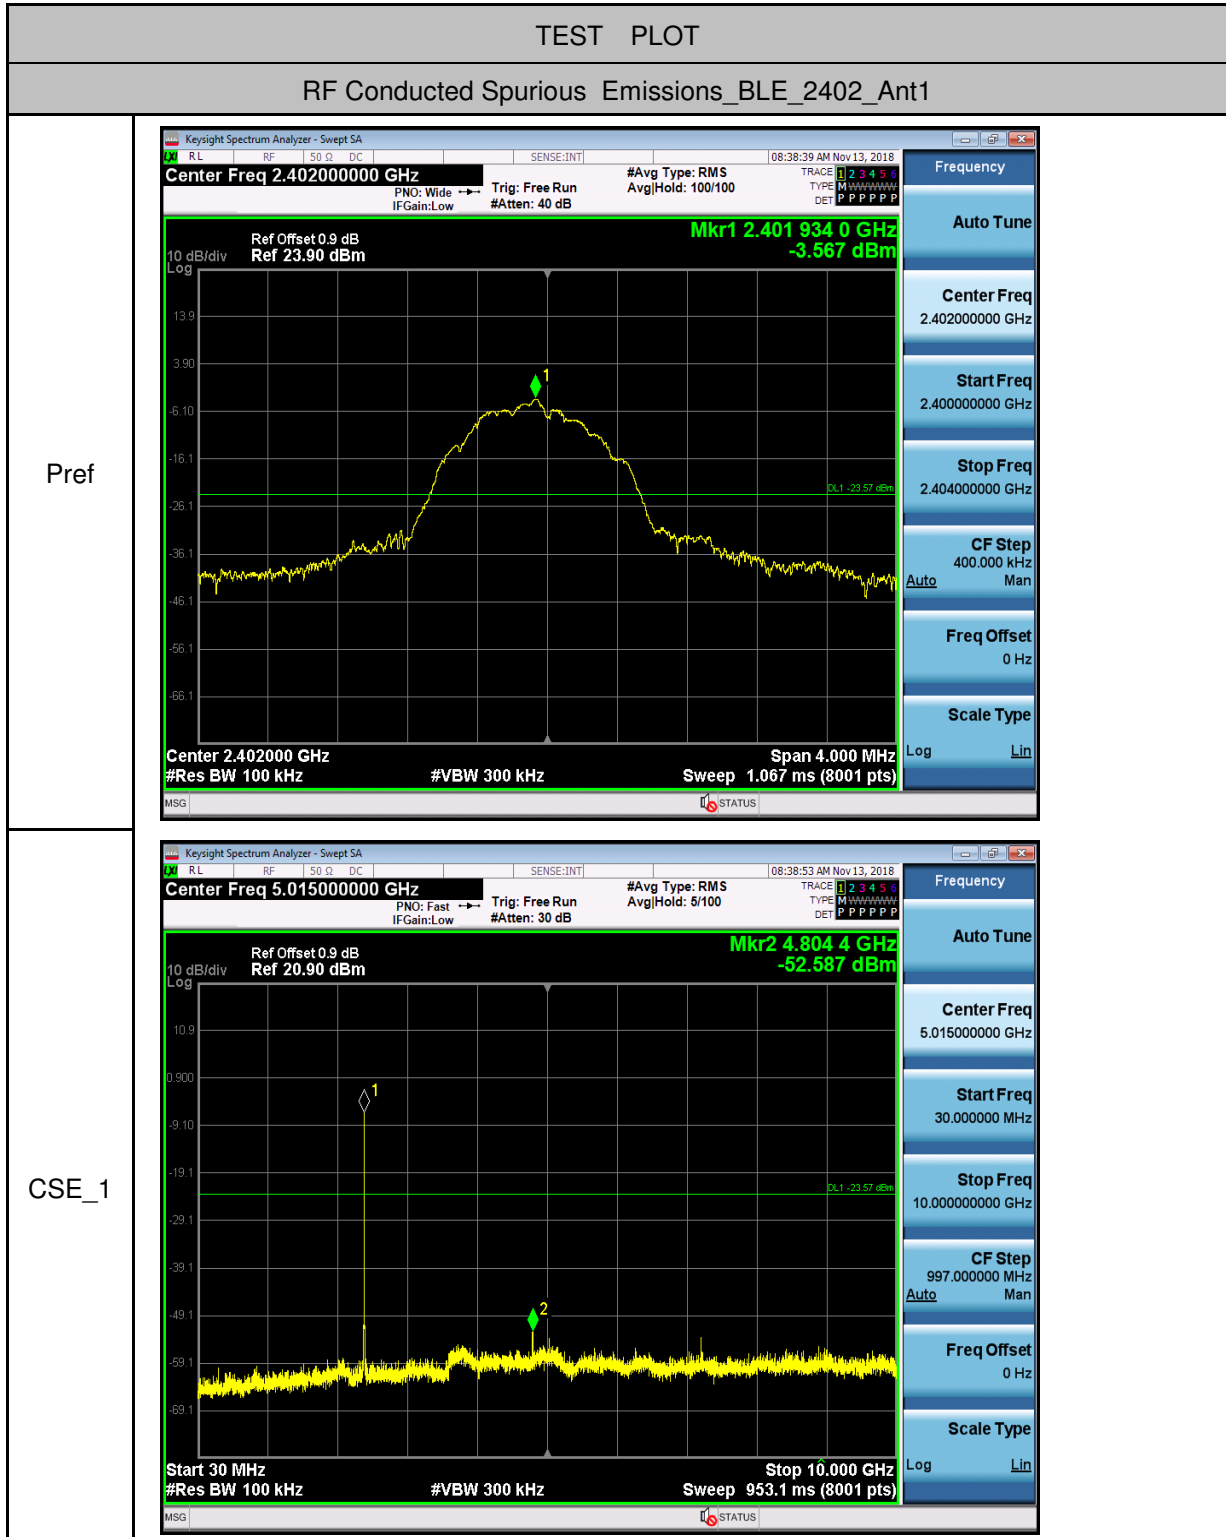 TEST PLOT
RF Conducted Spurious Emissions_BLE_2402_Ant1
Pref
Keysight Spectrum Analyzer - Swept SA
LXI RL RF 50 Ω DC SENSE:INT 08:38:39 AM Nov 13, 2018
Center Freq 2.402000000 GHz
PNO: Wide
IFGain:Low
Trig: Free Run
#Atten: 40 dB
#Avg Type: RMS
Avg|Hold: 100/100
TRACE 1 2 3 4 5 6
TYPE M WWWWW
DET P P P P P P
Ref Offset 0.9 dB
10 dB/div Ref 23.90 dBm
Log
Mkr1 2.401 934 0 GHz
-3.567 dBm
13.9
3.90
1
-6.10
-16.1
DL1 -23.57 dBm
-26.1
-36.1
-46.1
-56.1
-66.1
Center 2.402000 GHz Span 4.000 MHz
#Res BW 100 kHz #VBW 300 kHz Sweep 1.067 ms (8001 pts)
MSG STATUS
Frequency
Auto Tune
Center Freq
2.402000000 GHz
Start Freq
2.400000000 GHz
Stop Freq
2.404000000 GHz
CF Step
400.000 kHz
Auto Man
Freq Offset
0 Hz
Scale Type
Log Lin
CSE_1
Keysight Spectrum Analyzer - Swept SA
LXI RL RF 50 Ω DC SENSE:INT 08:38:53 AM Nov 13, 2018
Center Freq 5.015000000 GHz
PNO: Fast
IFGain:Low
Trig: Free Run
#Atten: 30 dB
#Avg Type: RMS
Avg|Hold: 5/100
TRACE 1 2 3 4 5 6
TYPE M WWWWW
DET P P P P P P
Ref Offset 0.9 dB
10 dB/div Ref 20.90 dBm
Log
Mkr2 4.804 4 GHz
-52.587 dBm
10.9
0.900
1
-9.10
-19.1
DL1 -23.57 dBm
-29.1
-39.1
-49.1
2
-59.1
-69.1
Start 30 MHz Stop 10.000 GHz
#Res BW 100 kHz #VBW 300 kHz Sweep 953.1 ms (8001 pts)
MSG STATUS
Frequency
Auto Tune
Center Freq
5.015000000 GHz
Start Freq
30.000000 MHz
Stop Freq
10.000000000 GHz
CF Step
997.000000 MHz
Auto Man
Freq Offset
0 Hz
Scale Type
Log Lin